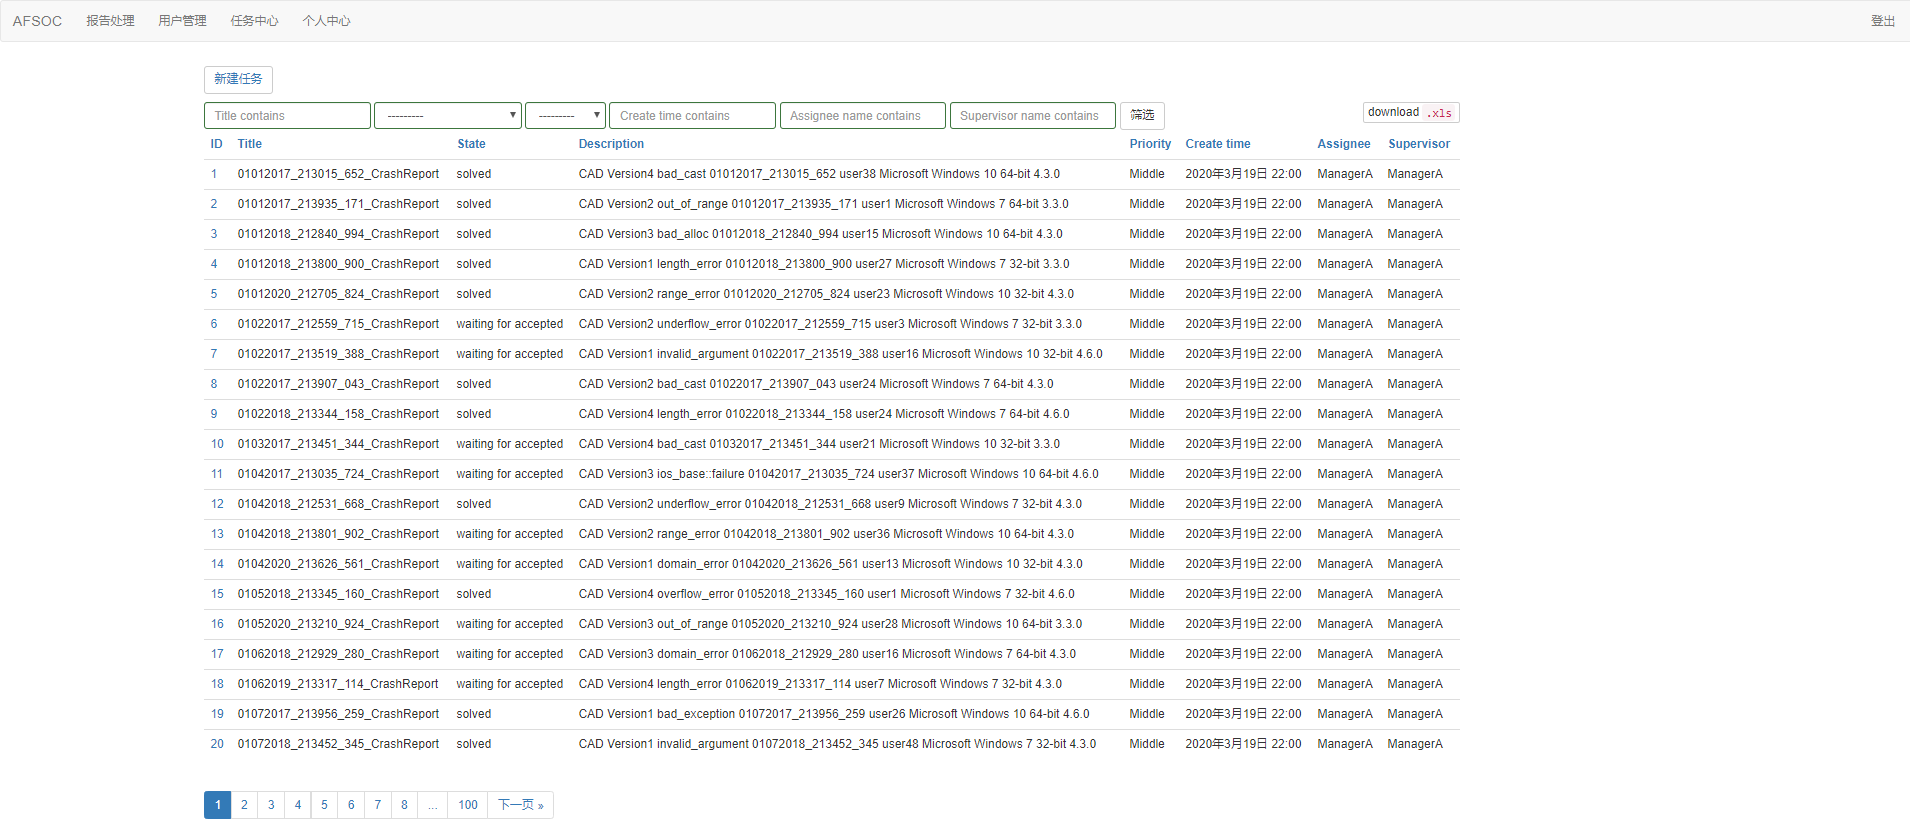 AFSOC 报告处理 用户管理 任务中心 个人中心 登出
新建任务
Title contains --------- --------- Create time contains Assignee name contains Supervisor name contains 筛选 download .xls
ID Title State Description Priority Create time Assignee Supervisor
1 01012017_213015_652_CrashReport solved CAD Version4 bad_cast 01012017_213015_652 user38 Microsoft Windows 10 64-bit 4.3.0 Middle 2020年3月19日 22:00 ManagerA ManagerA
2 01012017_213935_171_CrashReport solved CAD Version2 out_of_range 01012017_213935_171 user1 Microsoft Windows 7 64-bit 3.3.0 Middle 2020年3月19日 22:00 ManagerA ManagerA
3 01012018_212840_994_CrashReport solved CAD Version3 bad_alloc 01012018_212840_994 user15 Microsoft Windows 10 64-bit 4.3.0 Middle 2020年3月19日 22:00 ManagerA ManagerA
4 01012018_213800_900_CrashReport solved CAD Version1 length_error 01012018_213800_900 user27 Microsoft Windows 7 32-bit 3.3.0 Middle 2020年3月19日 22:00 ManagerA ManagerA
5 01012020_212705_824_CrashReport solved CAD Version2 range_error 01012020_212705_824 user23 Microsoft Windows 10 32-bit 4.3.0 Middle 2020年3月19日 22:00 ManagerA ManagerA
6 01022017_212559_715_CrashReport waiting for accepted CAD Version2 underflow_error 01022017_212559_715 user3 Microsoft Windows 7 32-bit 3.3.0 Middle 2020年3月19日 22:00 ManagerA ManagerA
7 01022017_213519_388_CrashReport waiting for accepted CAD Version1 invalid_argument 01022017_213519_388 user16 Microsoft Windows 10 32-bit 4.6.0 Middle 2020年3月19日 22:00 ManagerA ManagerA
8 01022017_213907_043_CrashReport solved CAD Version2 bad_cast 01022017_213907_043 user24 Microsoft Windows 7 64-bit 4.3.0 Middle 2020年3月19日 22:00 ManagerA ManagerA
9 01022018_213344_158_CrashReport solved CAD Version4 length_error 01022018_213344_158 user24 Microsoft Windows 7 64-bit 4.6.0 Middle 2020年3月19日 22:00 ManagerA ManagerA
10 01032017_213451_344_CrashReport waiting for accepted CAD Version4 bad_cast 01032017_213451_344 user21 Microsoft Windows 10 32-bit 3.3.0 Middle 2020年3月19日 22:00 ManagerA ManagerA
11 01042017_213035_724_CrashReport waiting for accepted CAD Version3 ios_base::failure 01042017_213035_724 user37 Microsoft Windows 10 64-bit 4.6.0 Middle 2020年3月19日 22:00 ManagerA ManagerA
12 01042018_212531_668_CrashReport solved CAD Version2 underflow_error 01042018_212531_668 user9 Microsoft Windows 7 32-bit 4.3.0 Middle 2020年3月19日 22:00 ManagerA ManagerA
13 01042018_213801_902_CrashReport waiting for accepted CAD Version2 range_error 01042018_213801_902 user36 Microsoft Windows 10 64-bit 4.3.0 Middle 2020年3月19日 22:00 ManagerA ManagerA
14 01042020_213626_561_CrashReport waiting for accepted CAD Version1 domain_error 01042020_213626_561 user13 Microsoft Windows 10 32-bit 4.3.0 Middle 2020年3月19日 22:00 ManagerA ManagerA
15 01052018_213345_160_CrashReport solved CAD Version4 overflow_error 01052018_213345_160 user1 Microsoft Windows 7 32-bit 4.6.0 Middle 2020年3月19日 22:00 ManagerA ManagerA
16 01052020_213210_924_CrashReport waiting for accepted CAD Version3 out_of_range 01052020_213210_924 user28 Microsoft Windows 10 64-bit 3.3.0 Middle 2020年3月19日 22:00 ManagerA ManagerA
17 01062018_212929_280_CrashReport waiting for accepted CAD Version3 domain_error 01062018_212929_280 user16 Microsoft Windows 7 64-bit 4.3.0 Middle 2020年3月19日 22:00 ManagerA ManagerA
18 01062019_213317_114_CrashReport waiting for accepted CAD Version4 length_error 01062019_213317_114 user7 Microsoft Windows 7 32-bit 4.3.0 Middle 2020年3月19日 22:00 ManagerA ManagerA
19 01072017_213956_259_CrashReport solved CAD Version1 bad_exception 01072017_213956_259 user26 Microsoft Windows 10 64-bit 4.6.0 Middle 2020年3月19日 22:00 ManagerA ManagerA
20 01072018_213452_345_CrashReport solved CAD Version1 invalid_argument 01072018_213452_345 user48 Microsoft Windows 7 32-bit 4.3.0 Middle 2020年3月19日 22:00 ManagerA ManagerA
1 2 3 4 5 6 7 8 ... 100 下一页 »